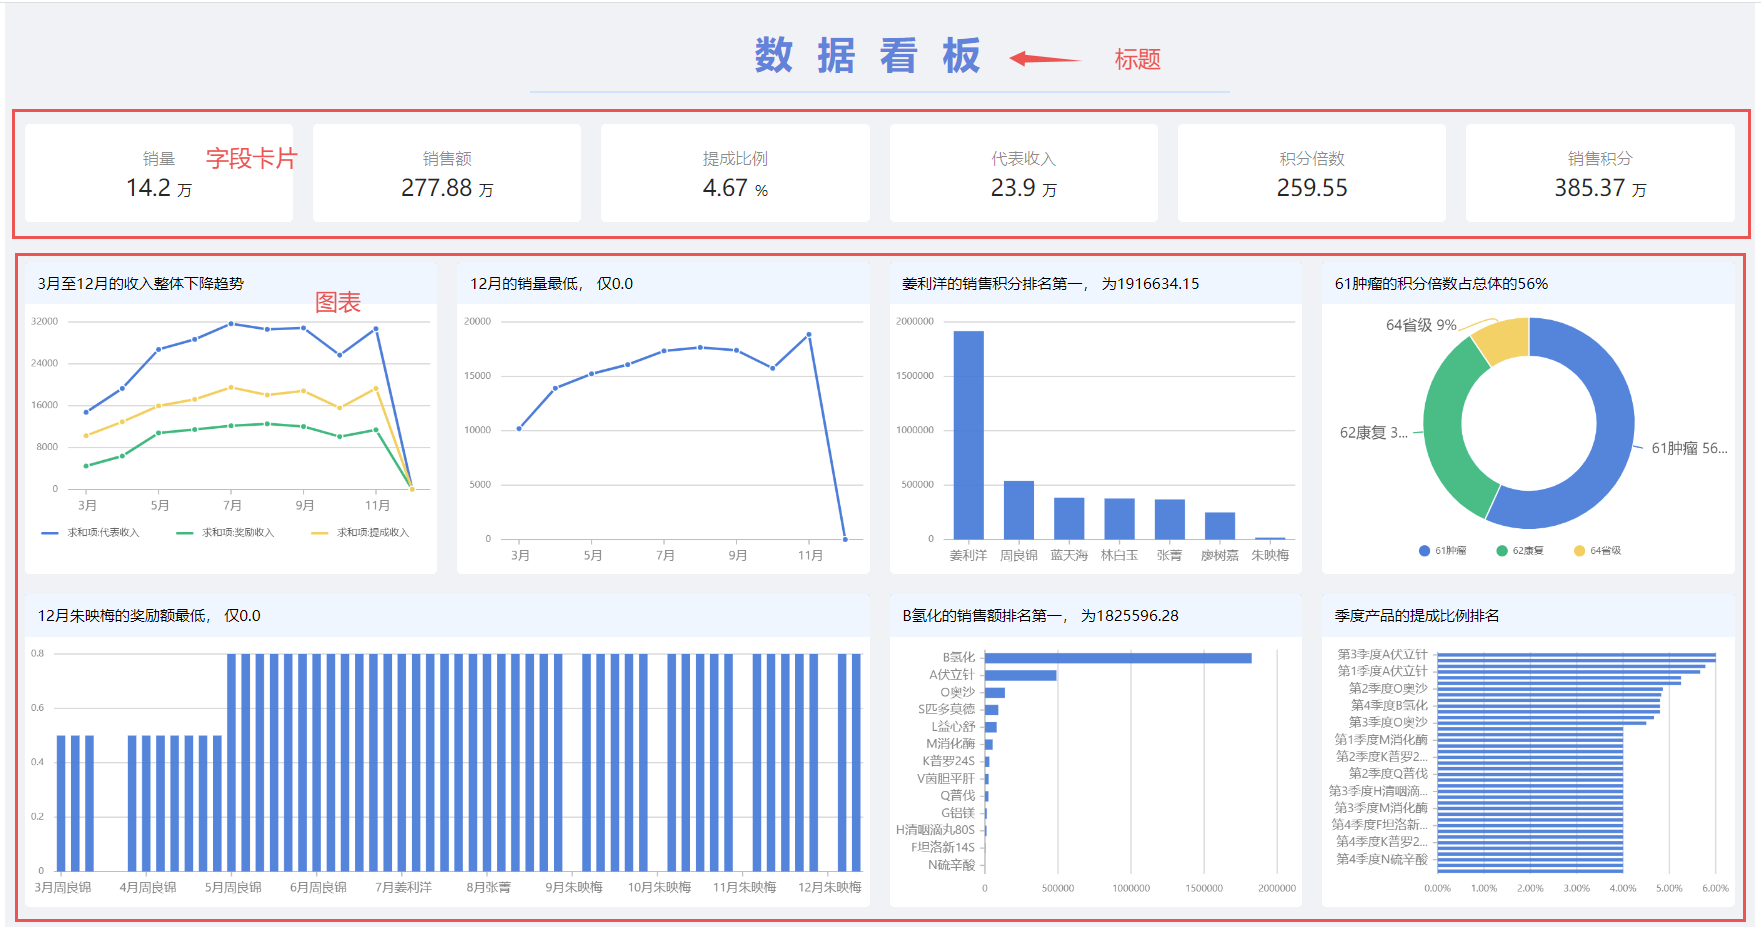 数据看板
标题
销量
14.2 万
字段卡片
销售额
277.88 万
提成比例
4.67 %
代表收入
23.9 万
积分倍数
259.55
销售积分
385.37 万
3月至12月的收入整体下降趋势
图表
32000
24000
16000
8000
0
3月 5月 7月 9月 11月
求和项:代表收入 求和项:奖励收入 求和项:提成收入
12月的销量最低， 仅0.0
20000
15000
10000
5000
0
3月 5月 7月 9月 11月
姜利洋的销售积分排名第一， 为1916634.15
2000000
1500000
1000000
500000
0
姜利洋 周良锦 蓝天海 林白玉 张菁 廖树嘉 朱映梅
61肿瘤的积分倍数占总体的56%
64省级 9%
62康复 3...
61肿瘤 56...
61肿瘤 62康复 64省级
12月朱映梅的奖励额最低， 仅0.0
0.8
0.6
0.4
0.2
0
3月周良锦 4月周良锦 5月周良锦 6月周良锦 7月姜利洋 8月张菁 9月朱映梅 10月朱映梅 11月朱映梅 12月朱映梅
B氢化的销售额排名第一， 为1825596.28
B氢化
A伏立针
O奥沙
S匹多莫德
L益心舒
M消化酶
K普罗24S
V茵胆平肝
Q普伐
G铝镁
H清咽滴丸80S
F坦洛新14S
N硫辛酸
0 500000 1000000 1500000 2000000
季度产品的提成比例排名
第3季度A伏立针
第1季度A伏立针
第2季度O奥沙
第4季度B氢化
第3季度O奥沙
第1季度M消化酶
第2季度K普罗2...
第2季度Q普伐
第3季度H清咽滴...
第3季度M消化酶
第4季度F坦洛新...
第4季度K普罗2...
第4季度N硫辛酸
0.00% 1.00% 2.00% 3.00% 4.00% 5.00% 6.00%